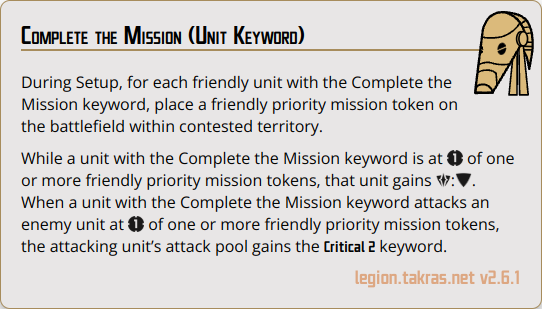 Complete the Mission (Unit Keyword)
During Setup, for each friendly unit with the Complete the
Mission keyword, place a friendly priority mission token on
the battlefield within contested territory.
While a unit with the Complete the Mission keyword is at 1 of one
or more friendly priority mission tokens, that unit gains :.
When a unit with the Complete the Mission keyword attacks an
enemy unit at 1 of one or more friendly priority mission tokens,
the attacking unit’s attack pool gains the Critical 2 keyword.
legion.takras.net v2.6.1